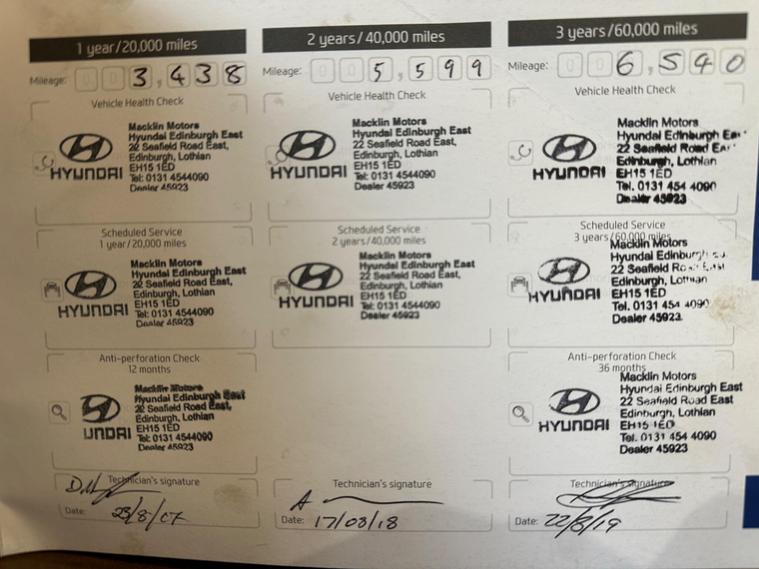 1 year/20,000 miles
Mileage: 003,438
Vehicle Health Check
HYUNDAI
Macklin Motors
Hyundai Edinburgh East
22 Seafield Road East,
Edinburgh, Lothian
EH15 1ED
Tel: 0131 4544090
Dealer 45923
Scheduled Service
1 year/20,000 miles
HYUNDAI
Macklin Motors
Hyundai Edinburgh East
22 Seafield Road East,
Edinburgh, Lothian
EH15 1ED
Tel: 0131 4544090
Dealer 45923
Anti-perforation Check
12 months
UNDAI
Macklin Motors
Hyundai Edinburgh East
22 Seafield Road East,
Edinburgh, Lothian
EH15 1ED
Tel: 0131 4544090
Dealer 45923
Technician's signature
Date:
2 years/40,000 miles
Mileage: 005,599
Vehicle Health Check
HYUNDAI
Macklin Motors
Hyundai Edinburgh East
22 Seafield Road East,
Edinburgh, Lothian
EH15 1ED
Tel: 0131 4544090
Dealer 45923
Scheduled Service
2 years/40,000 miles
HYUNDAI
Macklin Motors
Hyundai Edinburgh East
22 Seafield Road East,
Edinburgh, Lothian
EH15 1ED
Tel: 0131 4544090
Dealer 45923
Technician's signature
Date: 17/08/18
3 years/60,000 miles
Mileage: 006,540
Vehicle Health Check
HYUNDAI
Macklin Motors
Hyundai Edinburgh Ea
22 Seafield Road Ea
Edinburgh, Lothian
EH15 1ED
Tel. 0131 454 4090
Dealer 45923
Scheduled Service
3 years/60,000 miles
HYUNDAI
Macklin Motors
Hyundai Edinburgh
22 Seafield Road East
Edinburgh, Lothian
EH15 1ED
Tel. 0131 454 4090
Dealer 45923
Anti-perforation Check
36 months
HYUNDAI
Macklin Motors
Hyundai Edinburgh East
22 Seafield Road East
Edinburgh, Lothian
EH15 1ED
Tel. 0131 454 4090
Dealer 45923
Technician's signature
Date: 22/8/19